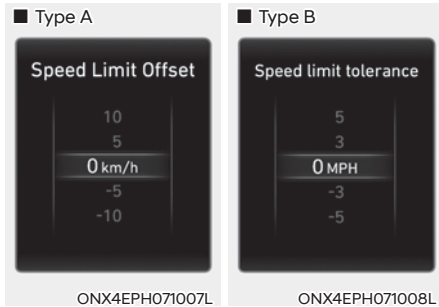 ■ Type A
Speed Limit Offset
10
5
0 km/h
-5
-10
ONX4EPH071007L
■ Type B
Speed limit tolerance
5
3
0 MPH
-3
-5
ONX4EPH071008L